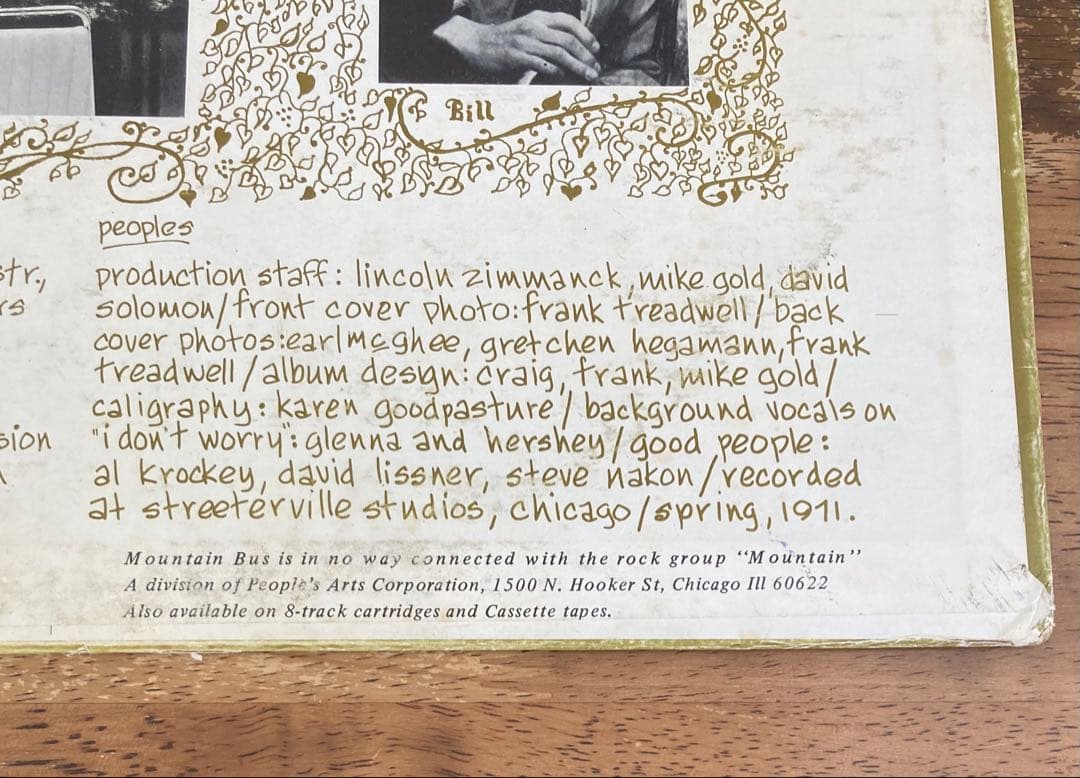 Bill
peoples
str.,
rs
sion
production staff: lincoln zimmanck, mike gold, david
solomon/front cover photo: frank treadwell/back
cover photos: earl mcghee, gretchen hegamann, frank
treadwell/album design: craig, frank, mike gold/
caligraphy: karen goodpasture/background vocals on
"i don't worry": glenna and hershey/good people:
al krockey, david lissner, steve nakon/recorded
at streeterville studios, chicago/spring, 1971.
Mountain Bus is in no way connected with the rock group "Mountain"
A division of People's Arts Corporation, 1500 N. Hooker St, Chicago Ill 60622
Also available on 8-track cartridges and Cassette tapes.